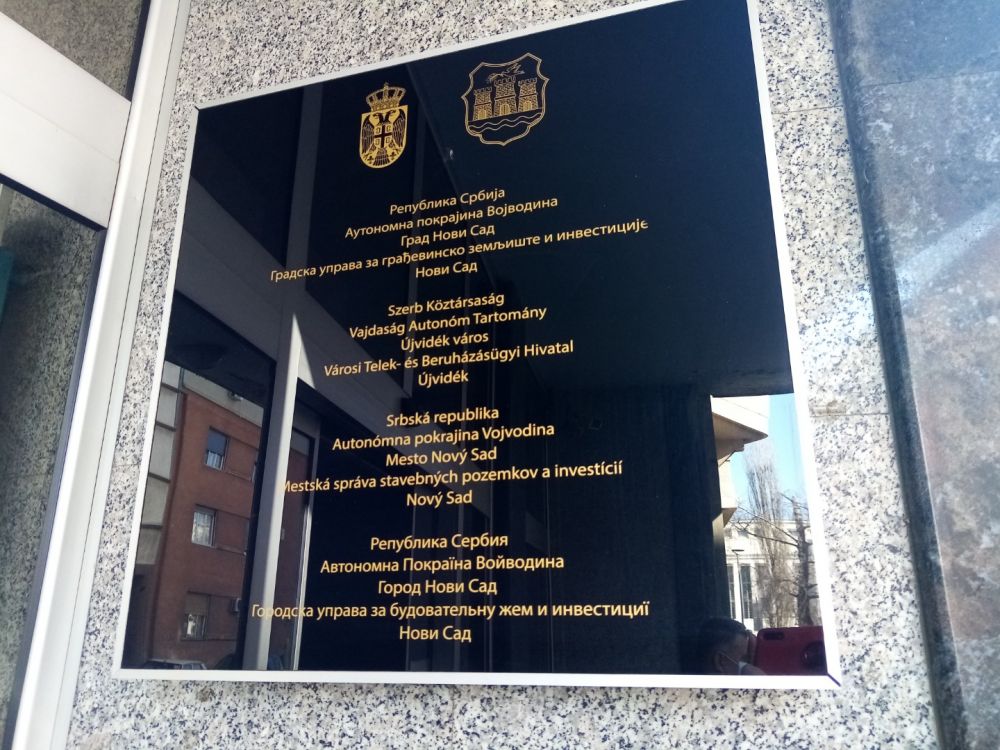 Република Србија
Аутономна покрајина Војводина
Град Нови Сад
Градска управа за грађевинско земљиште и инвестиције
Нови Сад
Szerb Köztársaság
Vajdaság Autonóm Tartomány
Újvidék város
Városi Telek- és Beruházásügyi Hivatal
Újvidék
Srbská republika
Autonómna pokrajina Vojvodina
Mesto Nový Sad
Mestská správa stavebných pozemkov a investícií
Nový Sad
Република Сербия
Автономна Покраїна Войводина
Город Нови Сад
Городска управа за будовательну жем и инвестициї
Нови Сад